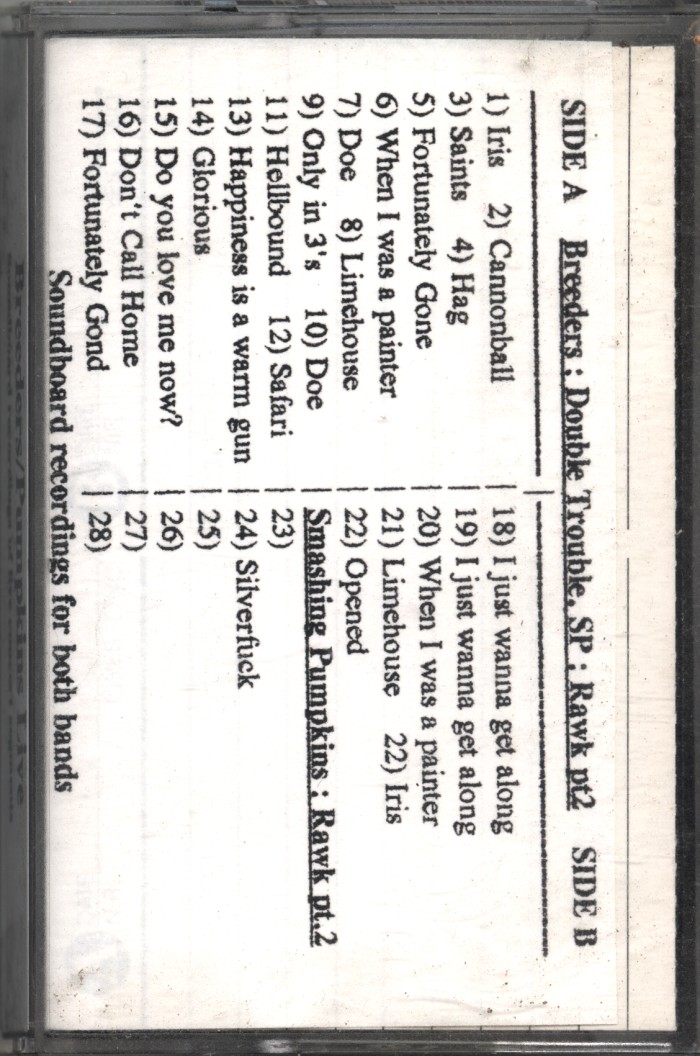 SIDE A Breeders : Double Trouble, SP : Rawk pt2 SIDE B
1) Iris 2) Cannonball
3) Saints 4) Hag
5) Fortunately Gone
6) When I was a painter
7) Doe 8) Limehouse
9) Only in 3's 10) Doe
11) Hellbound 12) Safari
13) Happiness is a warm gun
14) Glorious
15) Do you love me now?
16) Don't Call Home
17) Fortunately Gond
18) I just wanna get along
19) I just wanna get along
20) When I was a painter
21) Limehouse 22) Iris
22) Opened
Smashing Pumpkins : Rawk pt.2
23)
24) Silverfuck
25)
26)
27)
28)
Soundboard recordings for both bands
Breeders/Pumpkins Live